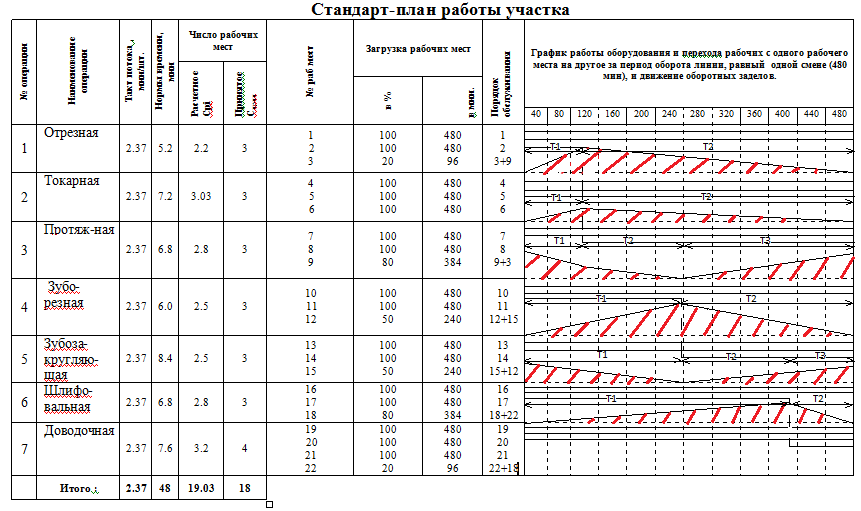 Стандарт-план работы участка
№ операции
Наименование операции
Такт потока, мин/шт.
Нормы времени, мин
Число рабочих мест
Расчетное Cpi
№ раб мест
Загрузка рабочих мест
в %
в мин.
Порядок обслуживания
График работы оборудования и перехода рабочих с одного рабочего
места на другое за период оборота линии, равный одной смене (480
мин), и движение оборотных заделов.
Принятое
40 80 120 160 200 240 280 320 360 400 440 480
1 Отрезная 2.37 5.2 2.2 3
1 100 480 1
2 100 480 2
3 20 96 3+9
T1 T2
2 Токарная 2.37 7.2 3.03 3
4 100 480 4
5 100 480 5
6 100 480 6
T1 T2
3 Протяж-ная 2.37 6.8 2.8 3
7 100 480 7
8 100 480 8
9 80 384 9+3
T1 T2 T3
4 Зубо-
резная 2.37 6.0 2.5 3
10 100 480 10
11 100 480 11
12 50 240 12+15
T1 T2
5 Зубоза-
кругляю-
щая 2.37 8.4 2.5 3
13 100 480 13
14 100 480 14
15 50 240 15+12
T1 T2 T3
6 Шлифо-
вальная 2.37 6.8 2.8 3
16 100 480 16
17 100 480 17
18 80 384 18+22
T1 T2
7 Доводочная 2.37 7.6 3.2 4
19 100 480 19
20 100 480 20
21 100 480 21
22 20 96 22+18
Итого.: 2.37 48 19.03 18